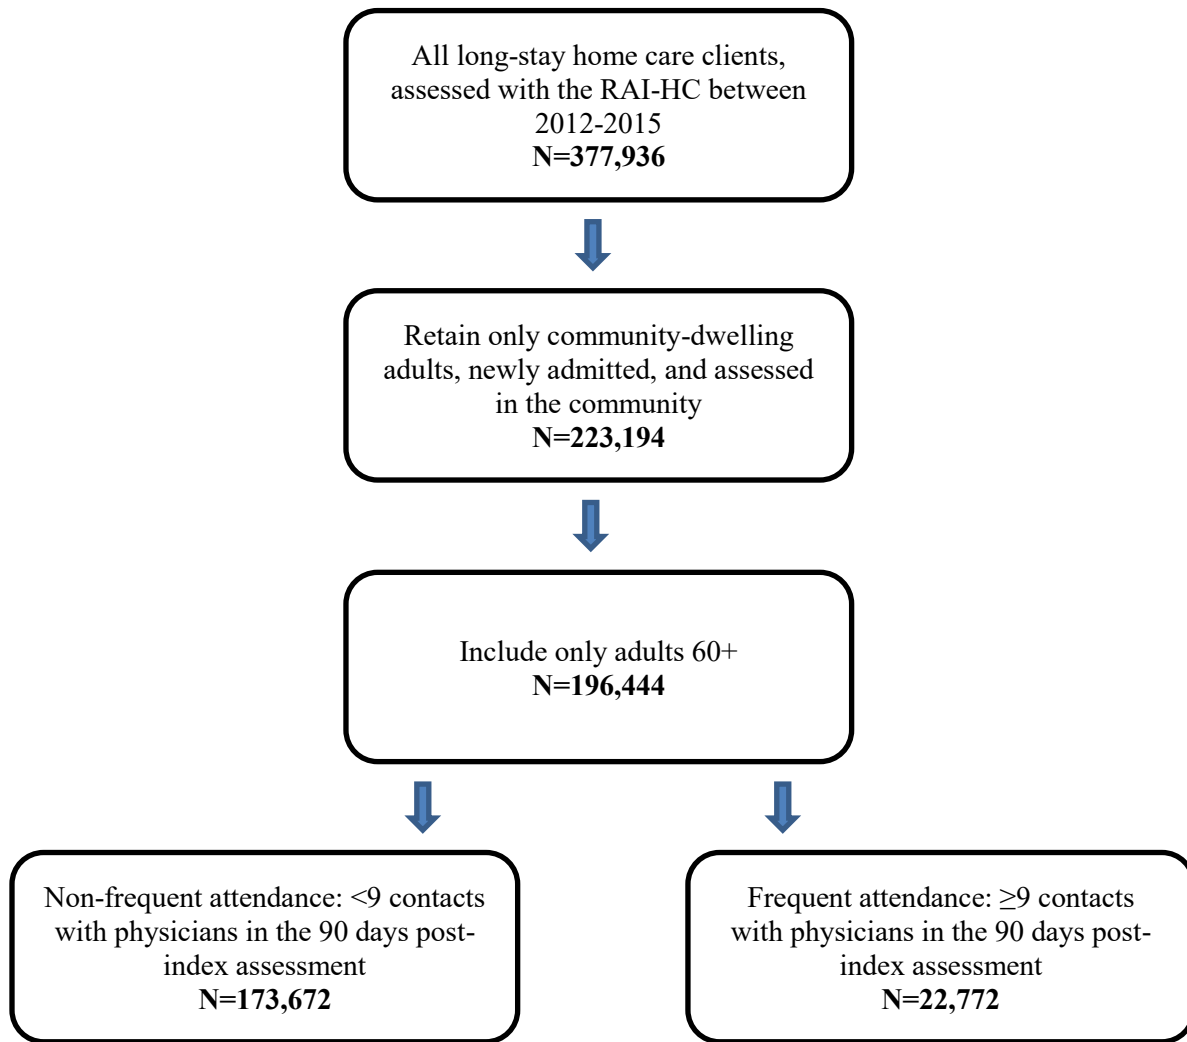 All long-stay home care clients,
assessed with the RAI-HC between
2012-2015
N=377,936
Retain only community-dwelling
adults, newly admitted, and assessed
in the community
N=223,194
Include only adults 60+
N=196,444
Non-frequent attendance: <9 contacts
with physicians in the 90 days post-
index assessment
N=173,672
Frequent attendance: ≥9 contacts
with physicians in the 90 days post-
index assessment
N=22,772